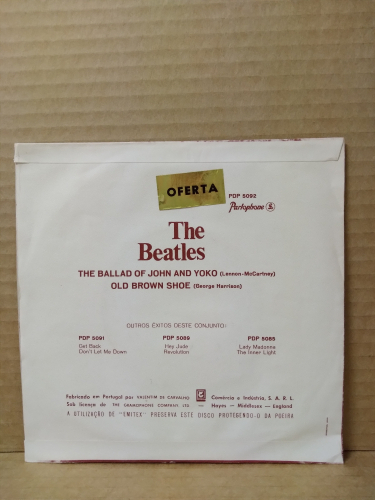 OFERTA
PDP 5092
Parlophone
The
Beatles
THE BALLAD OF JOHN AND YOKO (Lennon-McCartney)
OLD BROWN SHOE (George Harrison)
OUTROS ÊXITOS DESTE CONJUNTO:
PDP 5091 PDP 5089 PDP 5085
Get Back Hey Jude Lady Madonna
Don't Let Me Down Revolution The Inner Light
Fabricado em Portugal por VALENTIM DE CARVALHO Comércio e Indústria, S. A. R. L.
Sob licença de THE GRAMOPHONE COMPANY LTD. — Hayes - Middlesex - England
A UTILIZAÇÃO DE "EMITEX" PRESERVA ESTE DISCO PROTEGENDO-O DA POEIRA